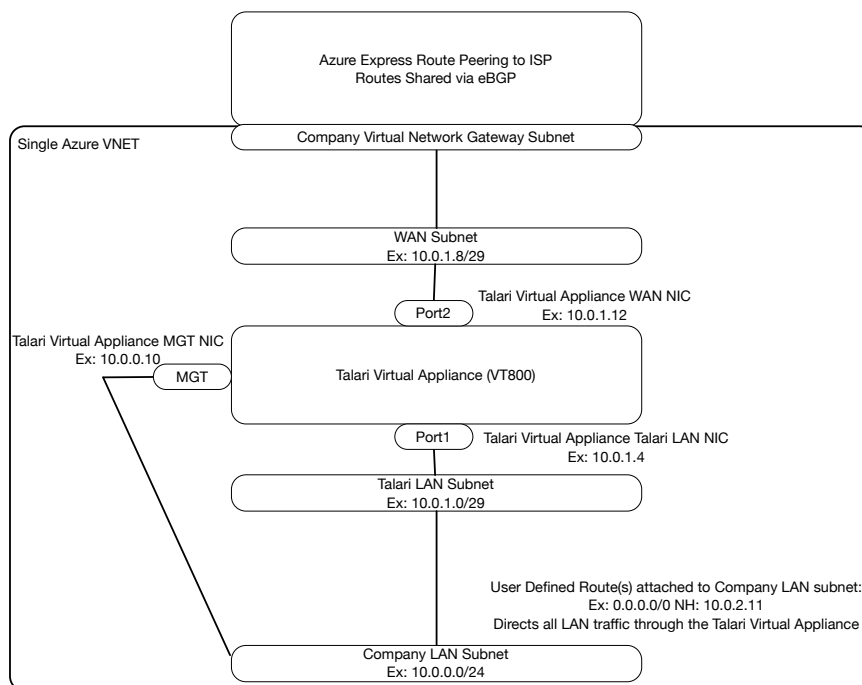 Azure Express Route Peering to ISP
Routes Shared via eBGP
Company Virtual Network Gateway Subnet
Single Azure VNET
WAN Subnet
Ex: 10.0.1.8/29
Talari Virtual Appliance WAN NIC
Ex: 10.0.1.12
Port2
Talari Virtual Appliance MGT NIC
Ex: 10.0.0.10
MGT
Talari Virtual Appliance (VT800)
Port1
Talari Virtual Appliance Talari LAN NIC
Ex: 10.0.1.4
Talari LAN Subnet
Ex: 10.0.1.0/29
User Defined Route(s) attached to Company LAN subnet:
Ex: 0.0.0.0/0 NH: 10.0.2.11
Directs all LAN traffic through the Talari Virtual Appliance
Company LAN Subnet
Ex: 10.0.0.0/24